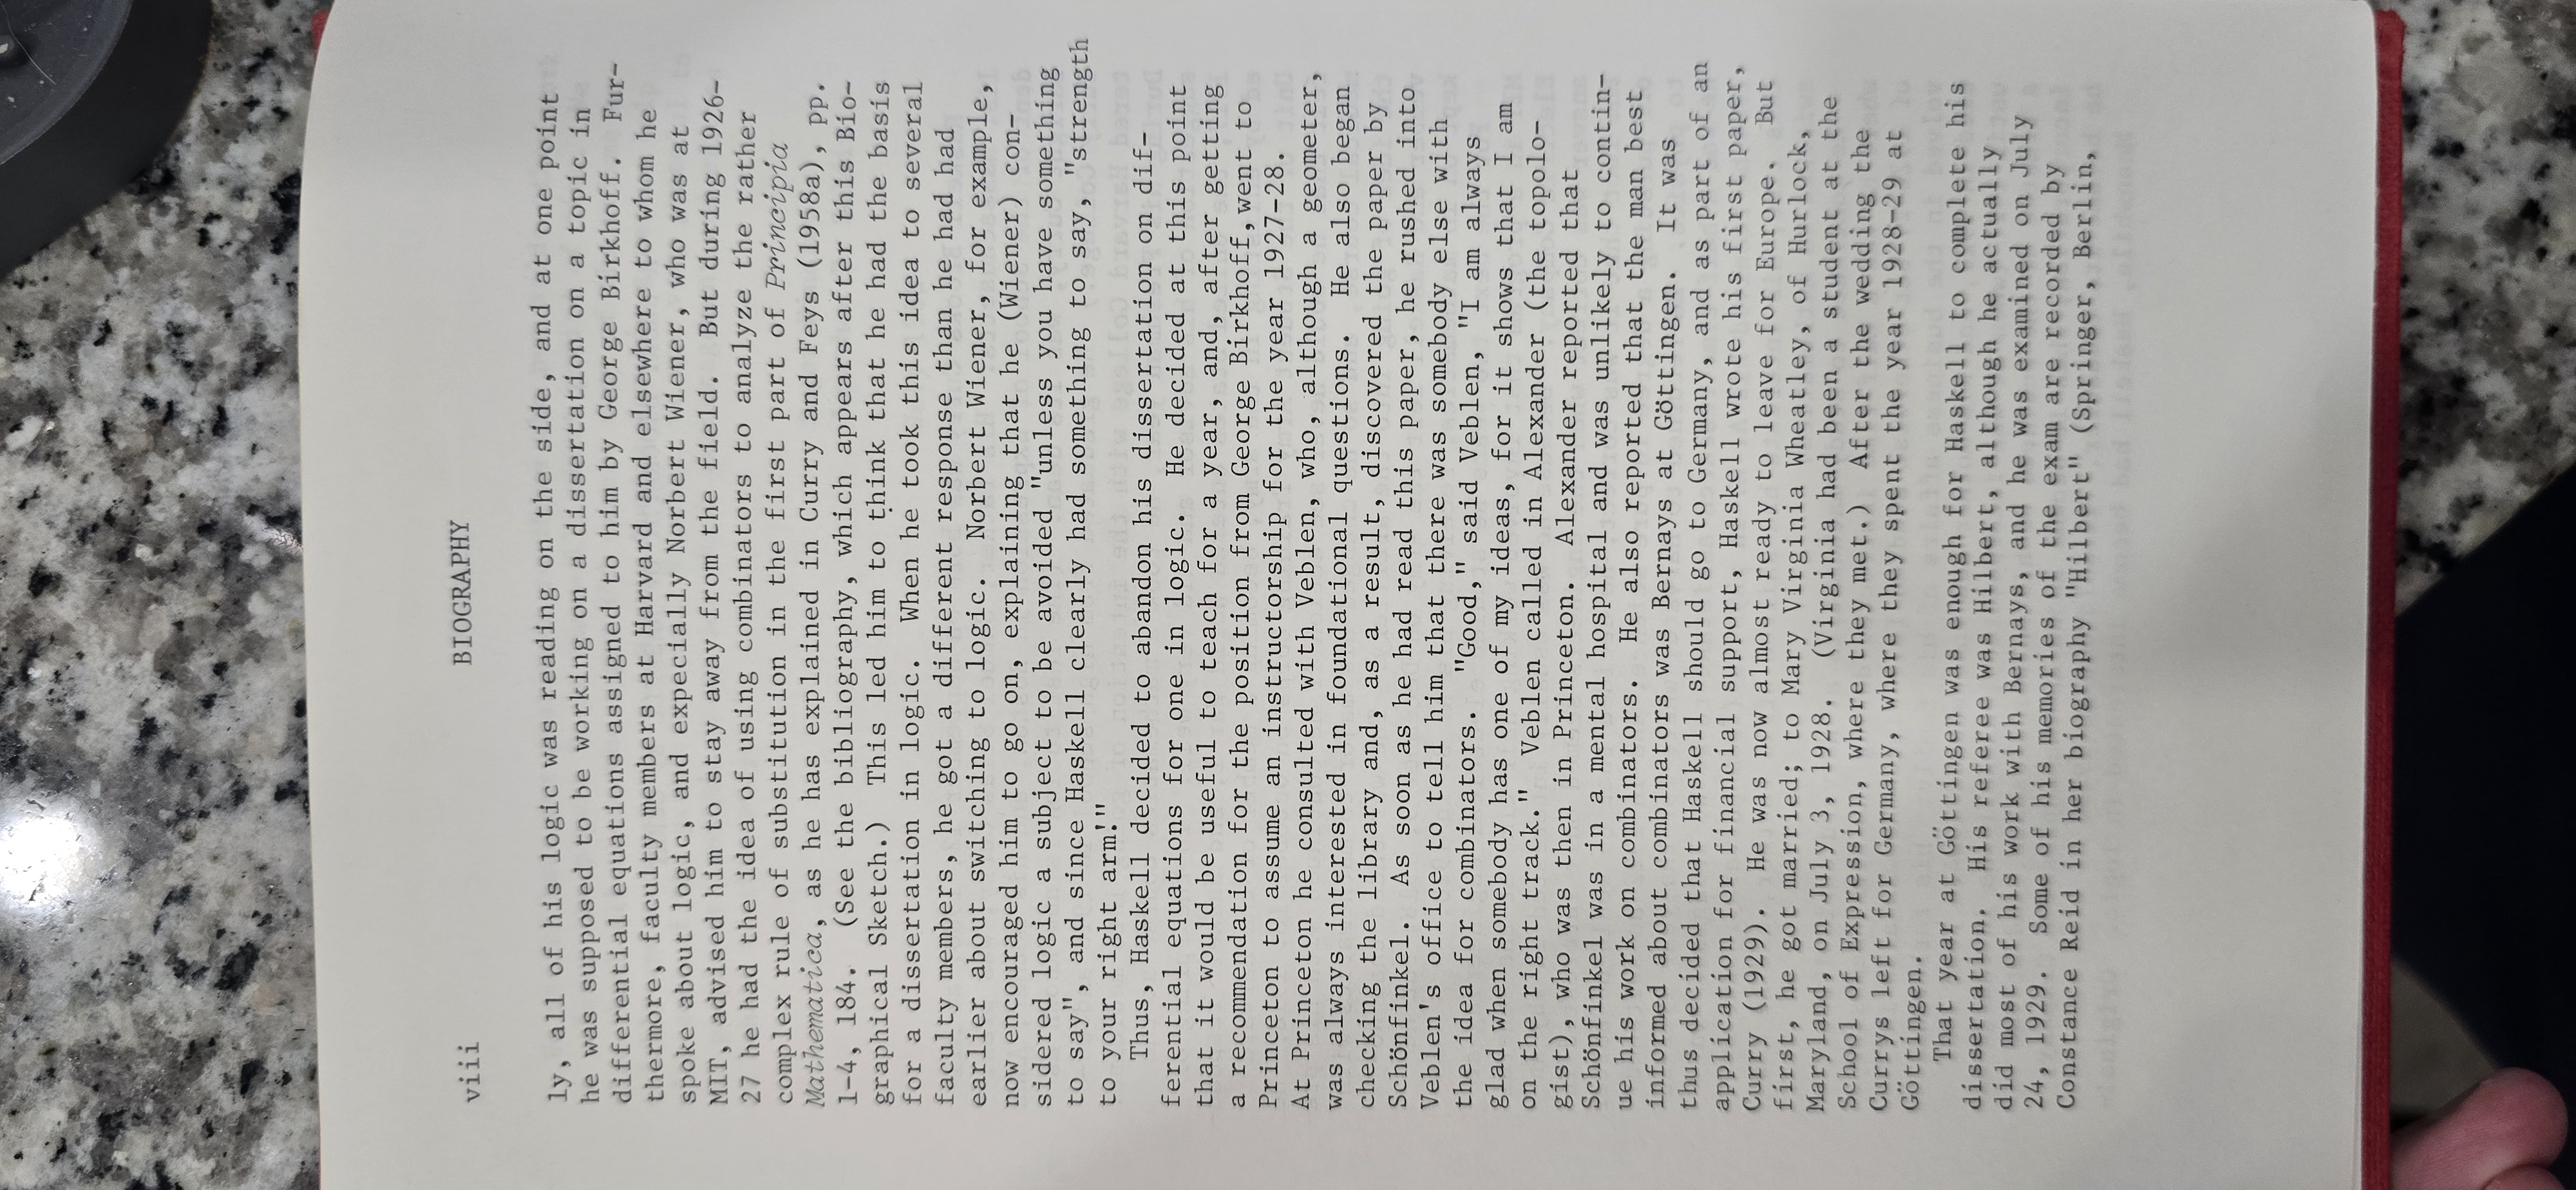 viii BIOGRAPHY
ly, all of his logic was reading on the side, and at one point
he was supposed to be working on a dissertation on a topic in
differential equations assigned to him by George Birkhoff. Fur-
thermore, faculty members at Harvard and elsewhere to whom he
spoke about logic, and expecially Norbert Wiener, who was at
MIT, advised him to stay away from the field. But during 1926-
27 he had the idea of using combinators to analyze the rather
complex rule of substitution in the first part of Principia
Mathematica, as he has explained in Curry and Feys (1958a), pp.
1-4, 184. (See the bibliography, which appears after this Bio-
graphical Sketch.) This led him to think that he had the basis
for a dissertation in logic. When he took this idea to several
faculty members, he got a different response than he had had
earlier about switching to logic. Norbert Wiener, for example,
now encouraged him to go on, explaining that he (Wiener) con-
sidered logic a subject to be avoided "unless you have something
to say", and since Haskell clearly had something to say, "strength
to your right arm!"
Thus, Haskell decided to abandon his dissertation on dif-
ferential equations for one in logic. He decided at this point
that it would be useful to teach for a year, and, after getting
a recommendation for the position from George Birkhoff, went to
Princeton to assume an instructorship for the year 1927-28.
At Princeton he consulted with Veblen, who, although a geometer,
was always interested in foundational questions. He also began
checking the library and, as a result, discovered the paper by
Schönfinkel. As soon as he had read this paper, he rushed into
Veblen's office to tell him that there was somebody else with
the idea for combinators. "Good," said Veblen, "I am always
glad when somebody has one of my ideas, for it shows that I am
on the right track." Veblen called in Alexander (the topolo-
gist), who was then in Princeton. Alexander reported that
Schönfinkel was in a mental hospital and was unlikely to contin-
ue his work on combinators. He also reported that the man best
informed about combinators was Bernays at Göttingen. It was
thus decided that Haskell should go to Germany, and as part of an
application for financial support, Haskell wrote his first paper,
Curry (1929). He was now almost ready to leave for Europe. But
first, he got married; to Mary Virginia Wheatley, of Hurlock,
Maryland, on July 3, 1928. (Virginia had been a student at the
School of Expression, where they met.) After the wedding the
Currys left for Germany, where they spent the year 1928-29 at
Göttingen.
That year at Göttingen was enough for Haskell to complete his
dissertation. His referee was Hilbert, although he actually
did most of his work with Bernays, and he was examined on July
24, 1929. Some of his memories of the exam are recorded by
Constance Reid in her biography "Hilbert" (Springer, Berlin,